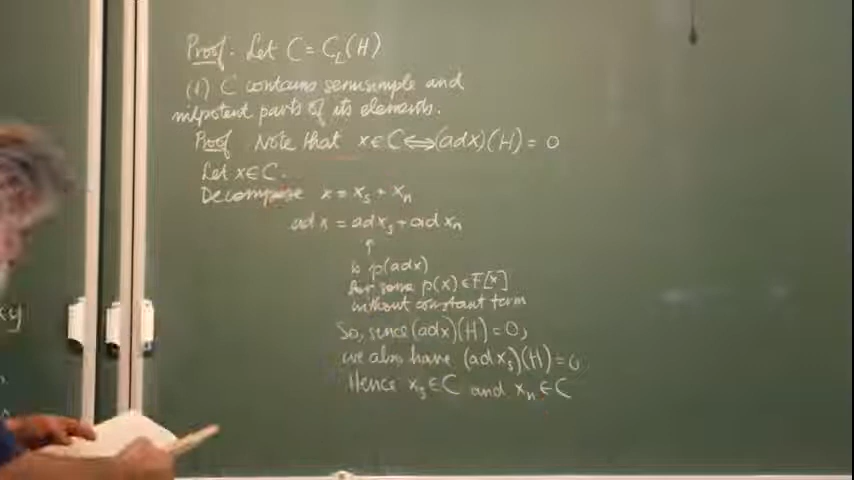 Proof. Let C = C_L(H)
(1) C contains semisimple and
nilpotent parts of its elements.
Proof Note that x∈C ⟺ (ad x)(H) = 0
Let x∈C.
Decompose x = x_s + x_n
ad x = ad x_s + ad x_n
↑
is p(ad x)
for some p(x) ∈ F[x]
without constant term
So, since (ad x)(H) = 0,
we also have (ad x_s)(H) = 0
Hence x_s ∈ C and x_n ∈ C